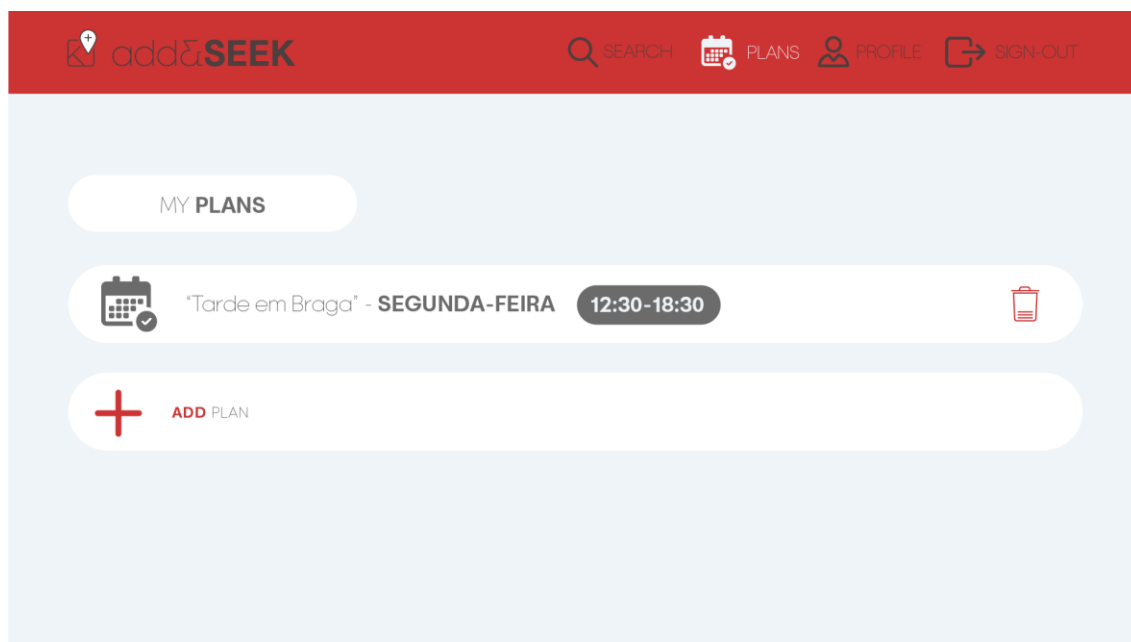 add&SEEK
SEARCH
PLANS
PROFILE
SIGN-OUT
MY PLANS
"Tarde em Braga" - SEGUNDA-FEIRA 12:30-18:30
ADD PLAN